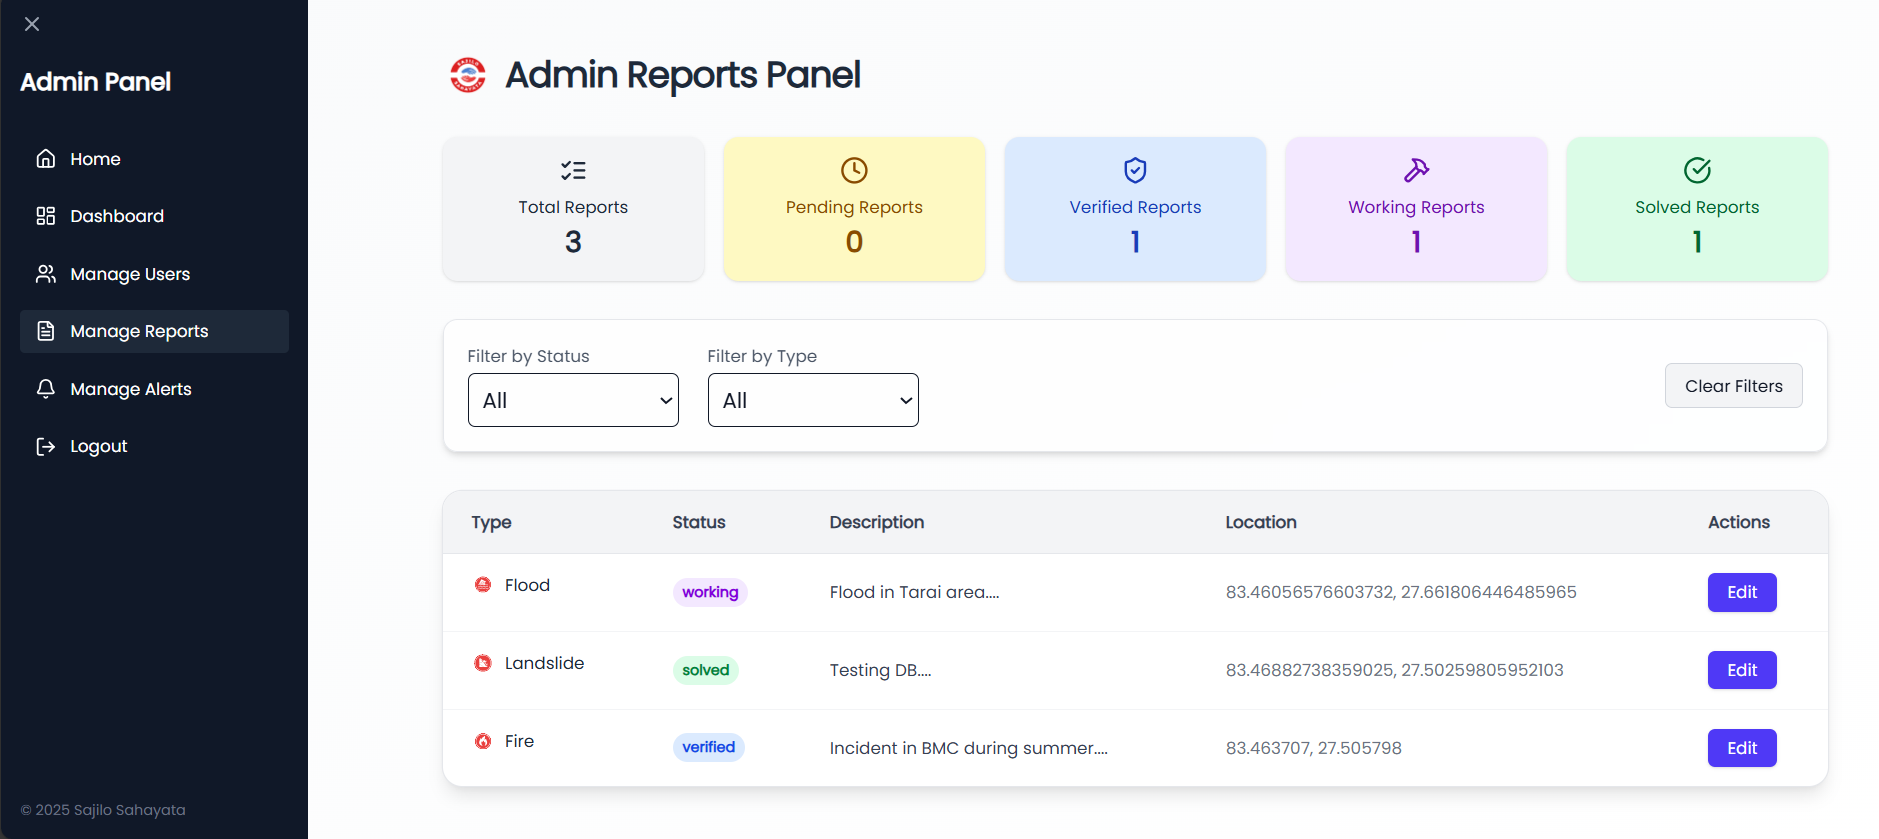 Admin Panel
Home
Dashboard
Manage Users
Manage Reports
Manage Alerts
Logout
© 2025 Sajilo Sahayata
SAJILO
SAHAYATA
Admin Reports Panel
Total Reports
3
Pending Reports
0
Verified Reports
1
Working Reports
1
Solved Reports
1
Filter by Status
All
Filter by Type
All
Clear Filters
Type Status Description Location Actions
Flood working Flood in Tarai area.... 83.46056576603732, 27.661806446485965 Edit
Landslide solved Testing DB.... 83.46882738359025, 27.50259805952103 Edit
Fire verified Incident in BMC during summer.... 83.463707, 27.505798 Edit